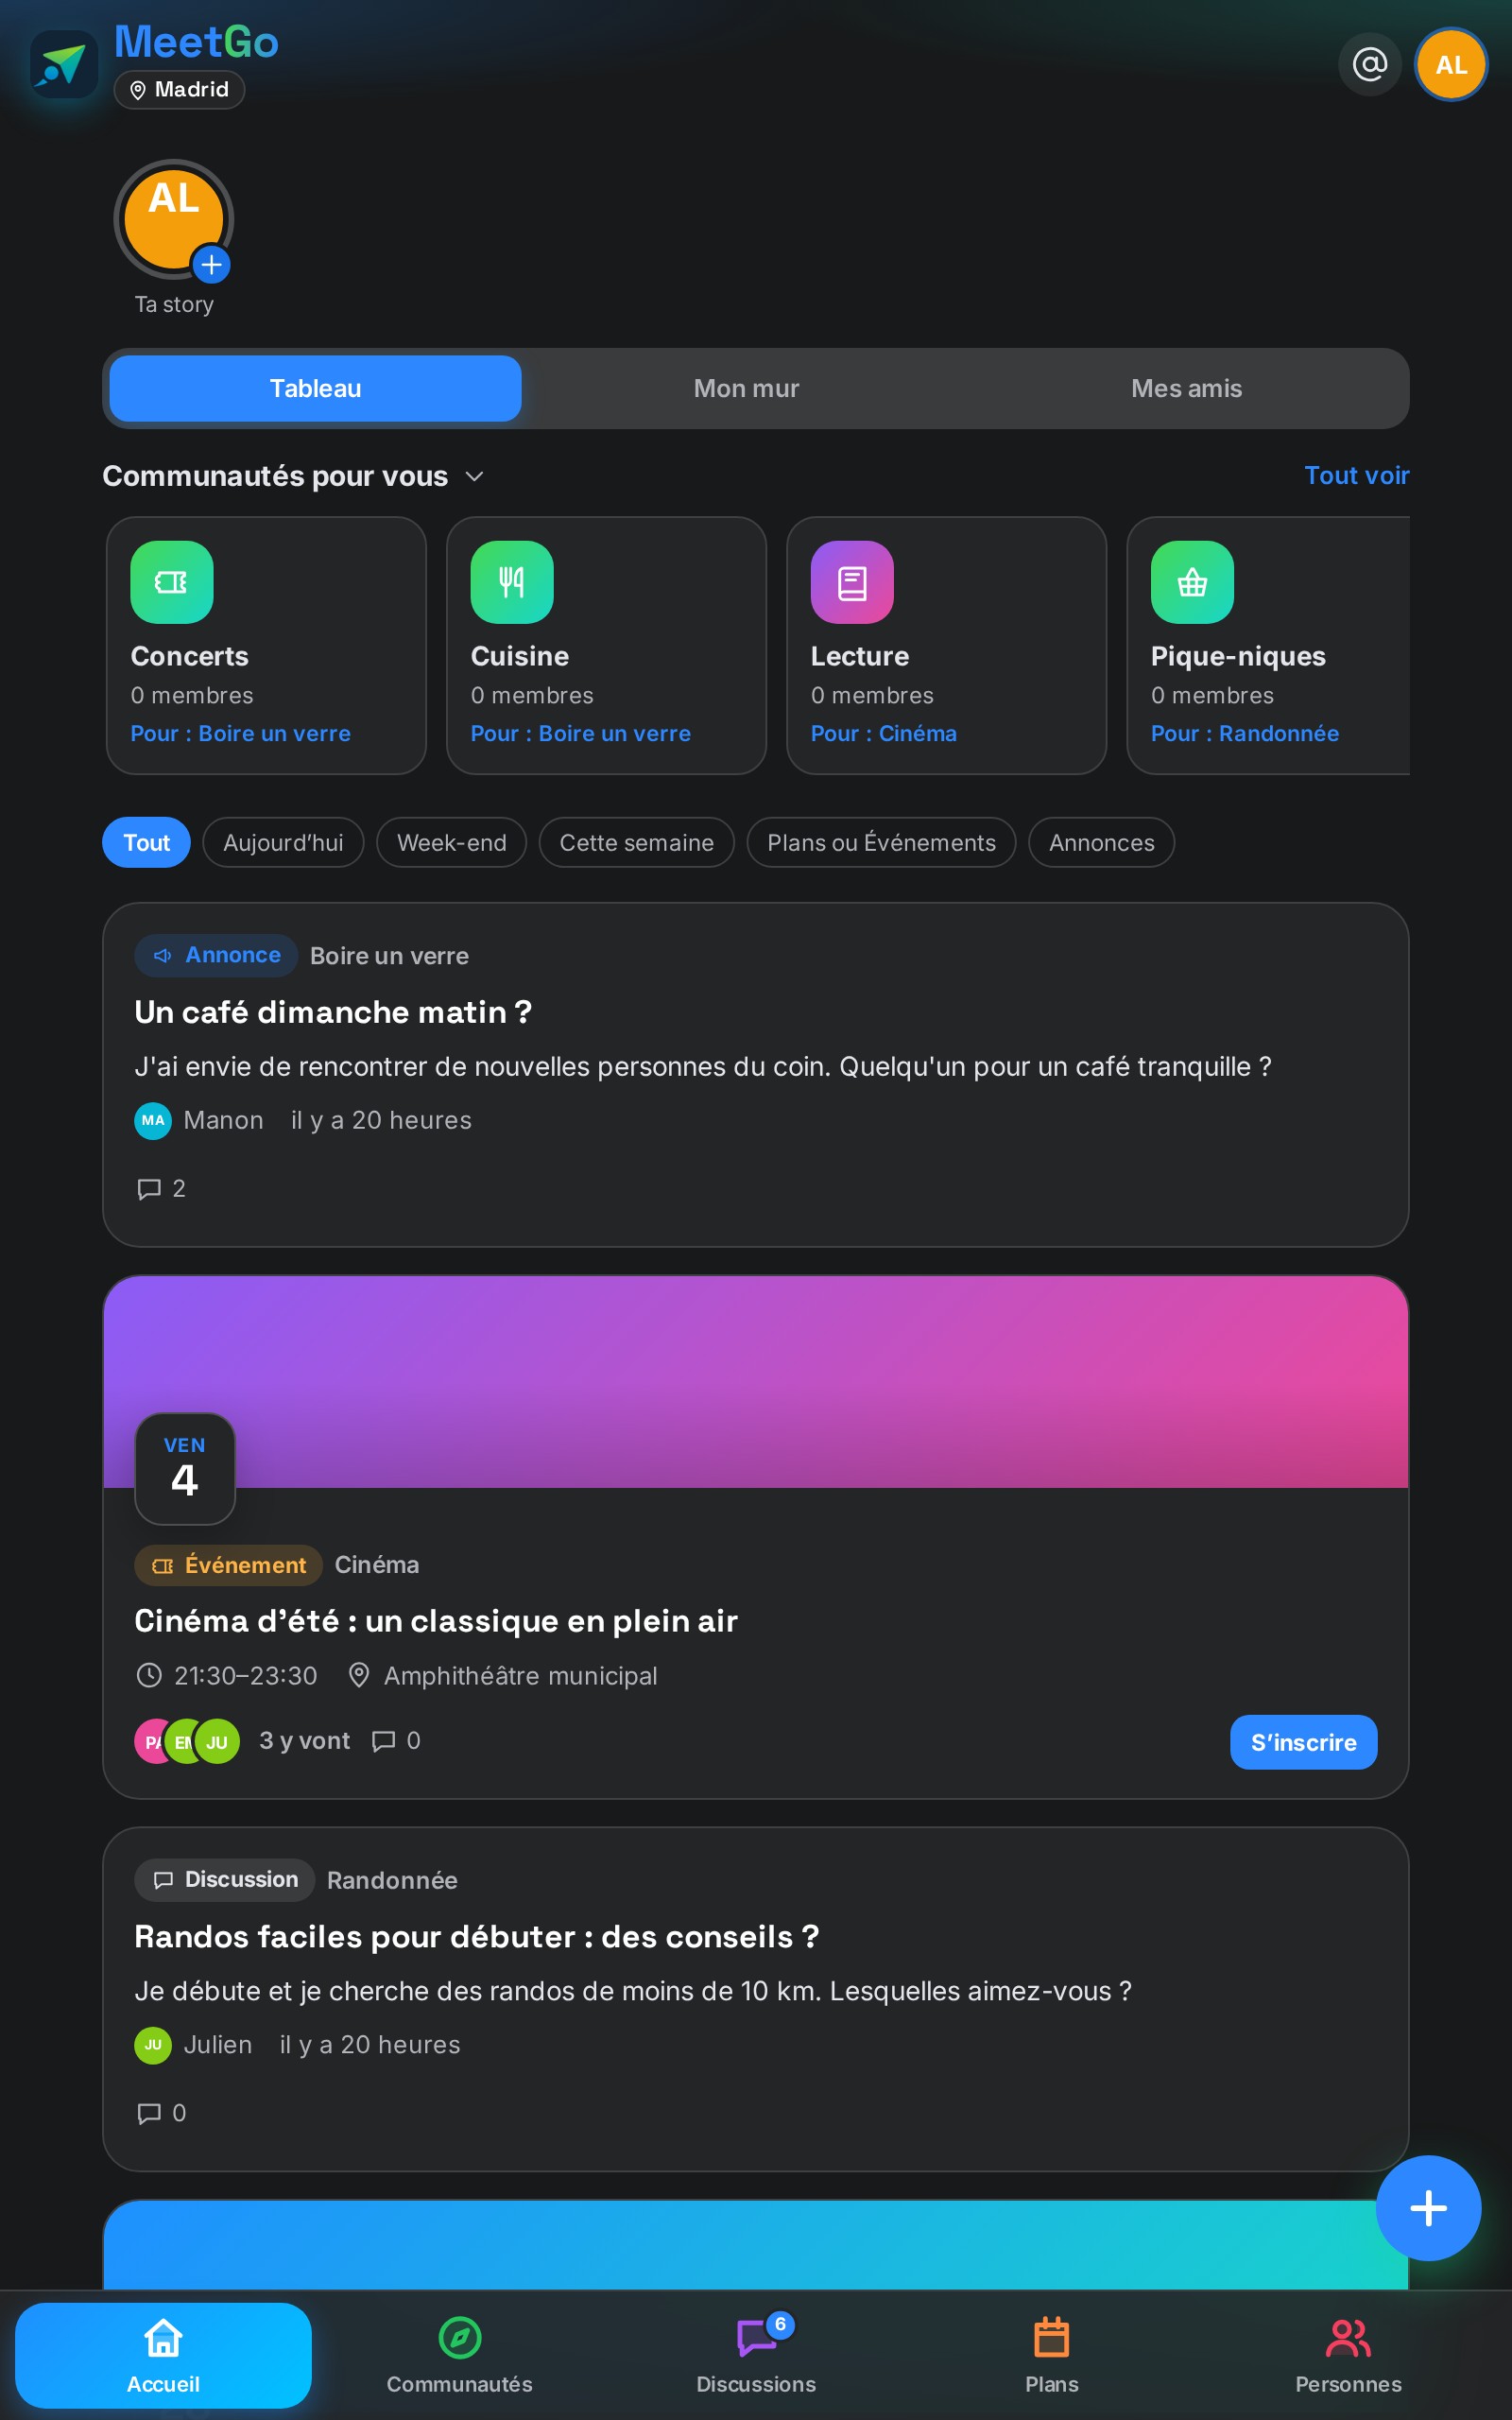 MeetGo
Madrid
AL
AL
Ta story
Tableau
Mon mur
Mes amis
Communautés pour vous
Tout voir
Concerts
0 membres
Pour : Boire un verre
Cuisine
0 membres
Pour : Boire un verre
Lecture
0 membres
Pour : Cinéma
Pique-niques
0 membres
Pour : Randonnée
Tout
Aujourd’hui
Week-end
Cette semaine
Plans ou Événements
Annonces
Annonce Boire un verre
Un café dimanche matin ?
J'ai envie de rencontrer de nouvelles personnes du coin. Quelqu'un pour un café tranquille ?
MA Manon il y a 20 heures
2
VEN
4
Événement Cinéma
Cinéma d’été : un classique en plein air
21:30–23:30 Amphithéâtre municipal
JU 3 y vont 0
S’inscrire
Discussion Randonnée
Randos faciles pour débuter : des conseils ?
Je débute et je cherche des randos de moins de 10 km. Lesquelles aimez-vous ?
JU Julien il y a 20 heures
0
Accueil
Communautés
6
Discussions
Plans
Personnes